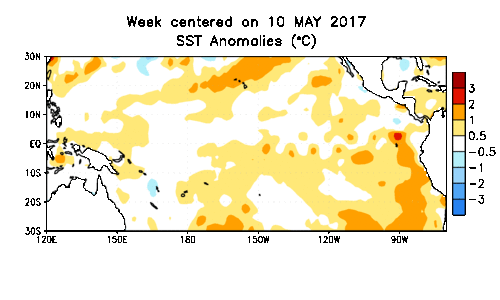 Week centered on 10 MAY 2017
SST Anomalies (°C)
30N
20N
10N
EQ
10S
20S
30S
120E 150E 180 150W 120W 90W
3
2
1
0.5
-0.5
-1
-2
-3